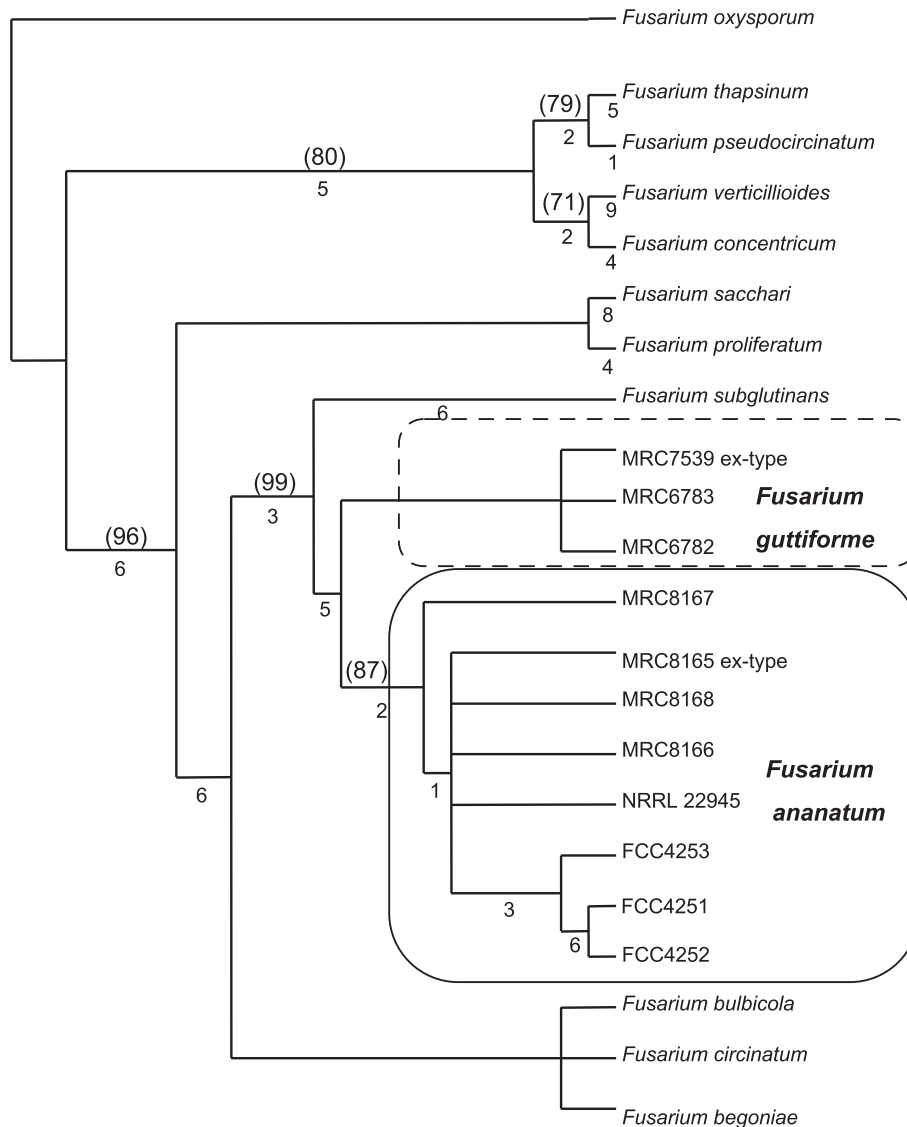 Fusarium oxysporum
Fusarium thapsinum
(79)
5
2
Fusarium pseudocircinatum
1
(80)
5
Fusarium verticillioides
(71)
9
2
Fusarium concentricum
4
Fusarium sacchari
8
Fusarium proliferatum
4
Fusarium subglutinans
6
MRC7539 ex-type
(99)
3
MRC6783
Fusarium
guttiforme
(96)
6
MRC6782
5
MRC8167
(87)
2
MRC8165 ex-type
MRC8168
MRC8166
Fusarium
ananatum
6
1
NRRL 22945
FCC4253
3
FCC4251
6
FCC4252
Fusarium bulbicola
Fusarium circinatum
Fusarium begoniae